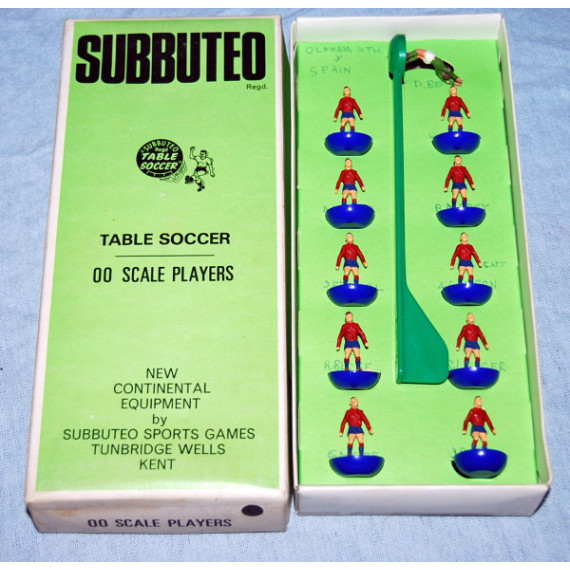 SUBBUTEO
Regd.
SUBBUTEO
Regd
TABLE
SOCCER
TABLE SOCCER
00 SCALE PLAYERS
NEW
CONTINENTAL
EQUIPMENT
by
SUBBUTEO SPORTS GAMES
TUNBRIDGE WELLS
KENT
00 SCALE PLAYERS
OLDHAM ATH.
&
SPAIN